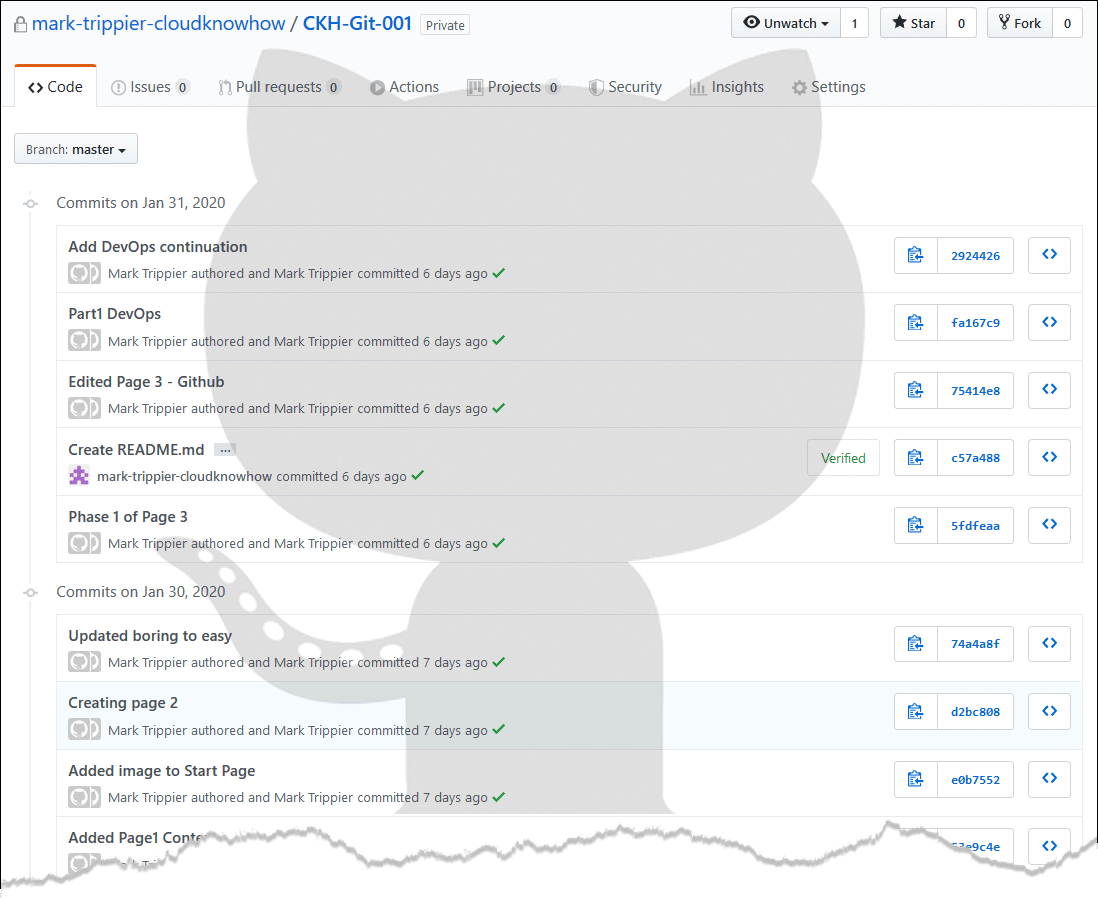 mark-trippier-cloudknowhow / CKH-Git-001 Private
Unwatch 1 Star 0 Fork 0
Code Issues 0 Pull requests 0 Actions Projects 0 Security Insights Settings
Branch: master
Commits on Jan 31, 2020
Add DevOps continuation
Mark Trippier authored and Mark Trippier committed 6 days ago
2924426
Part1 DevOps
Mark Trippier authored and Mark Trippier committed 6 days ago
fa167c9
Edited Page 3 - Github
Mark Trippier authored and Mark Trippier committed 6 days ago
75414e8
Create README.md ...
mark-trippier-cloudknowhow committed 6 days ago
Verified c57a488
Phase 1 of Page 3
Mark Trippier authored and Mark Trippier committed 6 days ago
5fdfeaa
Commits on Jan 30, 2020
Updated boring to easy
Mark Trippier authored and Mark Trippier committed 7 days ago
74a4a8f
Creating page 2
Mark Trippier authored and Mark Trippier committed 7 days ago
d2bc808
Added image to Start Page
Mark Trippier authored and Mark Trippier committed 7 days ago
e0b7552
Added Page1